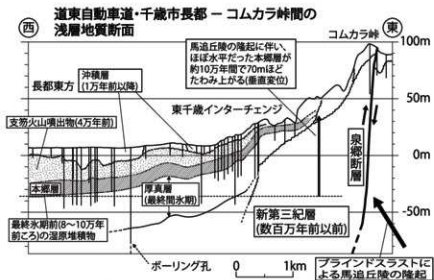 道東自動車道・千歳市長都 － コムカラ峠間の
浅層地質断面
西
東
コムカラ峠
100m
50m
0m
-50m
馬追丘陵の隆起に伴い、
ほぼ水平だった本郷層が
約10万年間で70mほど
たわみ上がる(垂直変位)
長都東方
沖積層
(1万年前以降)
東千歳インターチェンジ
支笏火山噴出物(4万年前)
本郷層
厚真層
(最終間氷期)
最終氷期前(8～10万年
前ころ)の湿原堆積物
新第三紀層
(数百万年前以前)
泉郷断層
ボーリング孔
0 1km
ブラインドスラストに
よる馬追丘陵の隆起